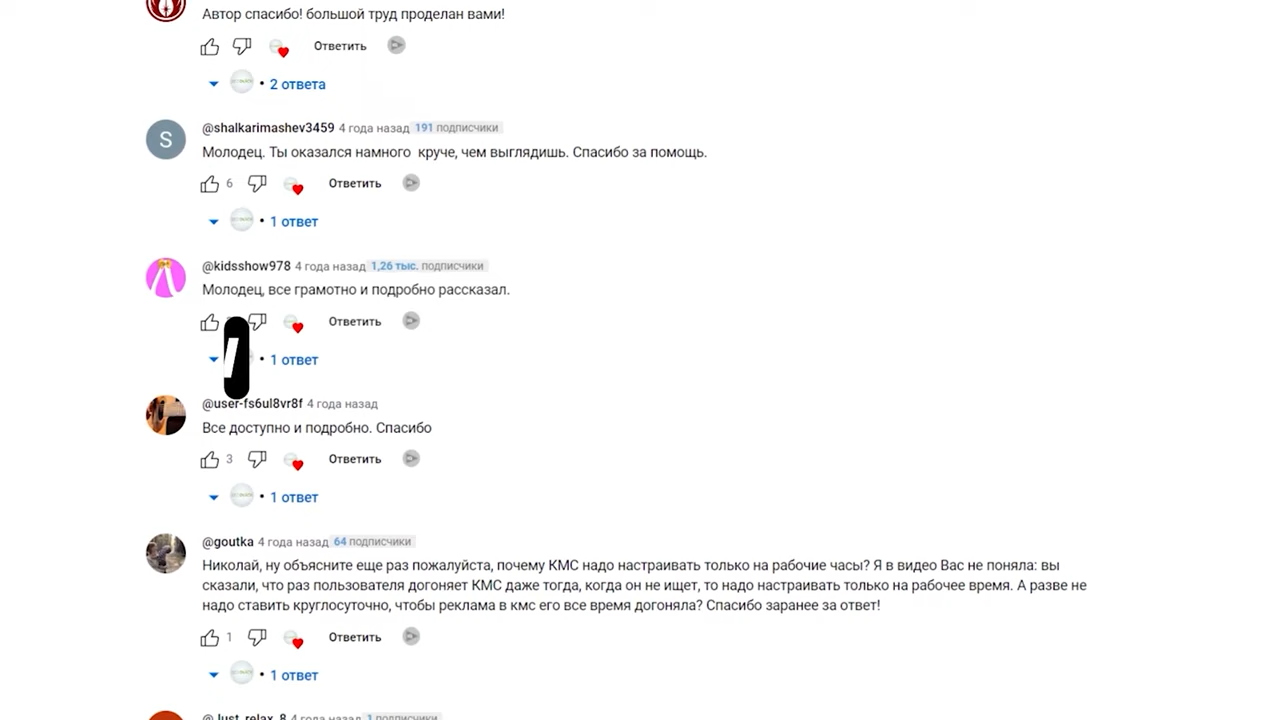 Автор спасибо! большой труд проделан вами!
Ответить
2 ответа
S
@shalkarimashev3459 4 года назад 191 подписчики
Молодец. Ты оказался намного круче, чем выглядишь. Спасибо за помощь.
6 Ответить
1 ответ
@kidsshow978 4 года назад 1,26 тыс. подписчики
Молодец, все грамотно и подробно рассказал.
Ответить
1 ответ
@user-fs6ul8vr8f 4 года назад
Все доступно и подробно. Спасибо
3 Ответить
1 ответ
@goutka 4 года назад 64 подписчики
Николай, ну объясните еще раз пожалуйста, почему КМС надо настраивать только на рабочие часы? Я в видео Вас не поняла: вы
сказали, что раз пользователя догоняет КМС даже тогда, когда он не ищет, то надо настраивать только на рабочее время. А разве не
надо ставить круглосуточно, чтобы реклама в кмс его все время догоняла? Спасибо заранее за ответ!
1 Ответить
1 ответ
@Just_relax_8 4 года назад 1 подписчики